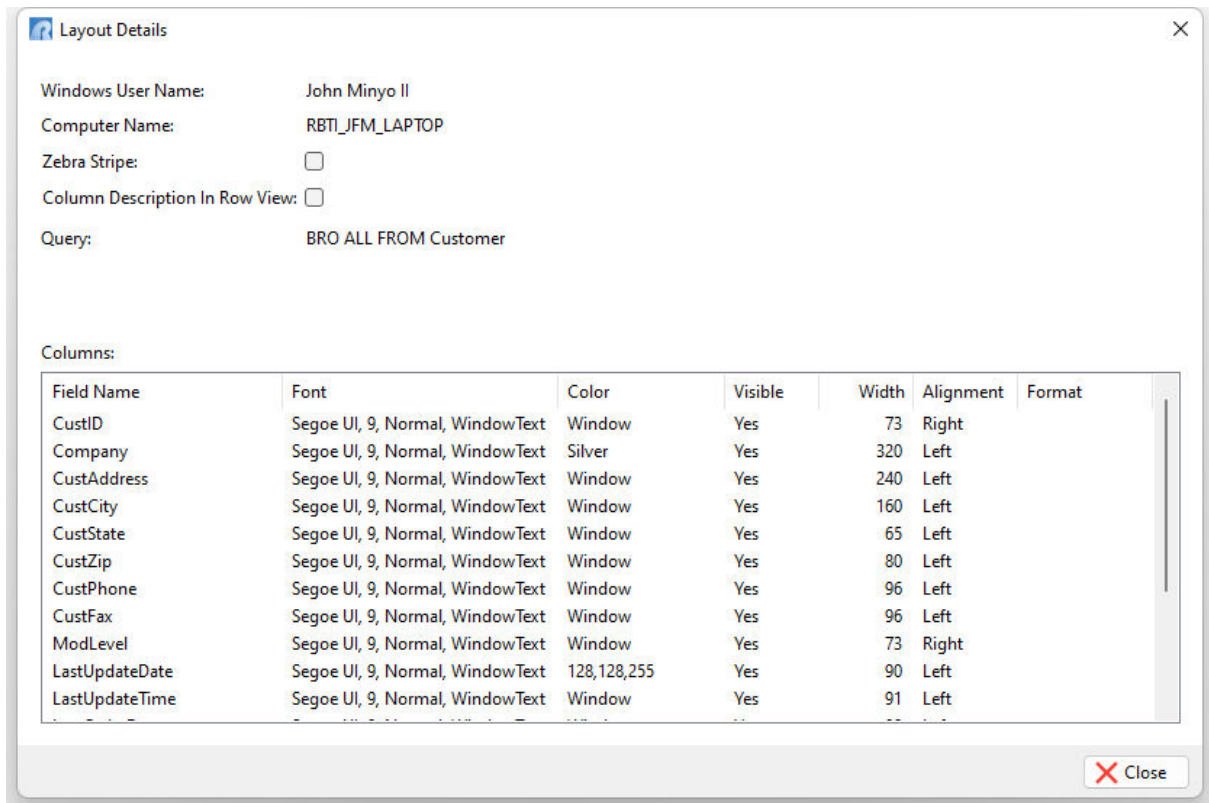 Layout Details
Windows User Name: John Minyo II
Computer Name: RBTI_JFM_LAPTOP
Zebra Stripe:
Column Description In Row View:
Query: BRO ALL FROM Customer
Columns:
Field Name Font Color Visible Width Alignment Format
CustID Segoe UI, 9, Normal, WindowText Window Yes 73 Right
Company Segoe UI, 9, Normal, WindowText Silver Yes 320 Left
CustAddress Segoe UI, 9, Normal, WindowText Window Yes 240 Left
CustCity Segoe UI, 9, Normal, WindowText Window Yes 160 Left
CustState Segoe UI, 9, Normal, WindowText Window Yes 65 Left
CustZip Segoe UI, 9, Normal, WindowText Window Yes 80 Left
CustPhone Segoe UI, 9, Normal, WindowText Window Yes 96 Left
CustFax Segoe UI, 9, Normal, WindowText Window Yes 96 Left
ModLevel Segoe UI, 9, Normal, WindowText Window Yes 73 Right
LastUpdateDate Segoe UI, 9, Normal, WindowText 128,128,255 Yes 90 Left
LastUpdateTime Segoe UI, 9, Normal, WindowText Window Yes 91 Left
Close